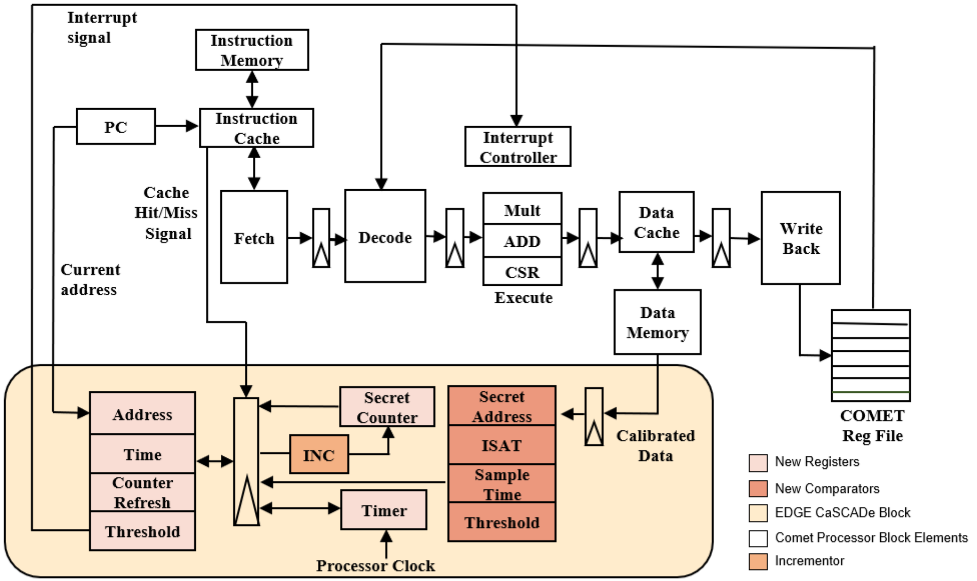 Interrupt
signal
Instruction
Memory
PC
Instruction
Cache
Interrupt
Controller
Cache
Hit/Miss
Signal
Fetch
Decode
Mult
ADD
CSR
Execute
Data
Cache
Write
Back
Current
address
Data
Memory
COMET
Reg File
Address
Time
Counter
Refresh
Threshold
Secret
Counter
INC
Timer
Processor Clock
Secret
Address
ISAT
Sample
Time
Threshold
Calibrated
Data
New Registers
New Comparators
EDGE CaSCADe Block
Comet Processor Block Elements
Incrementor